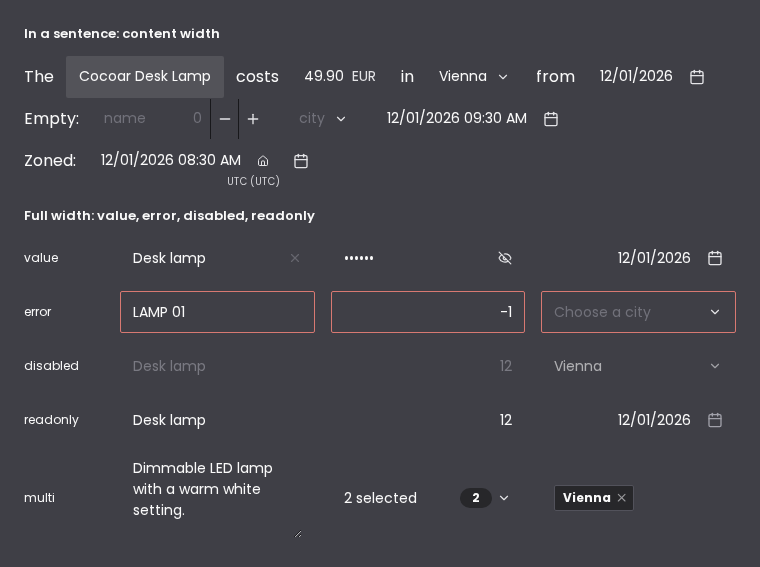 In a sentence: content width
The Cocoar Desk Lamp costs 49.90 EUR in Vienna from 12/01/2026
Empty: name 0 city 12/01/2026 09:30 AM
Zoned: 12/01/2026 08:30 AM
UTC (UTC)
Full width: value, error, disabled, readonly
value Desk lamp •••••• 12/01/2026
error LAMP 01 -1 Choose a city
disabled Desk lamp 12 Vienna
readonly Desk lamp 12 12/01/2026
Dimmable LED lamp
with a warm white
multi 2 selected 2 Vienna
setting.